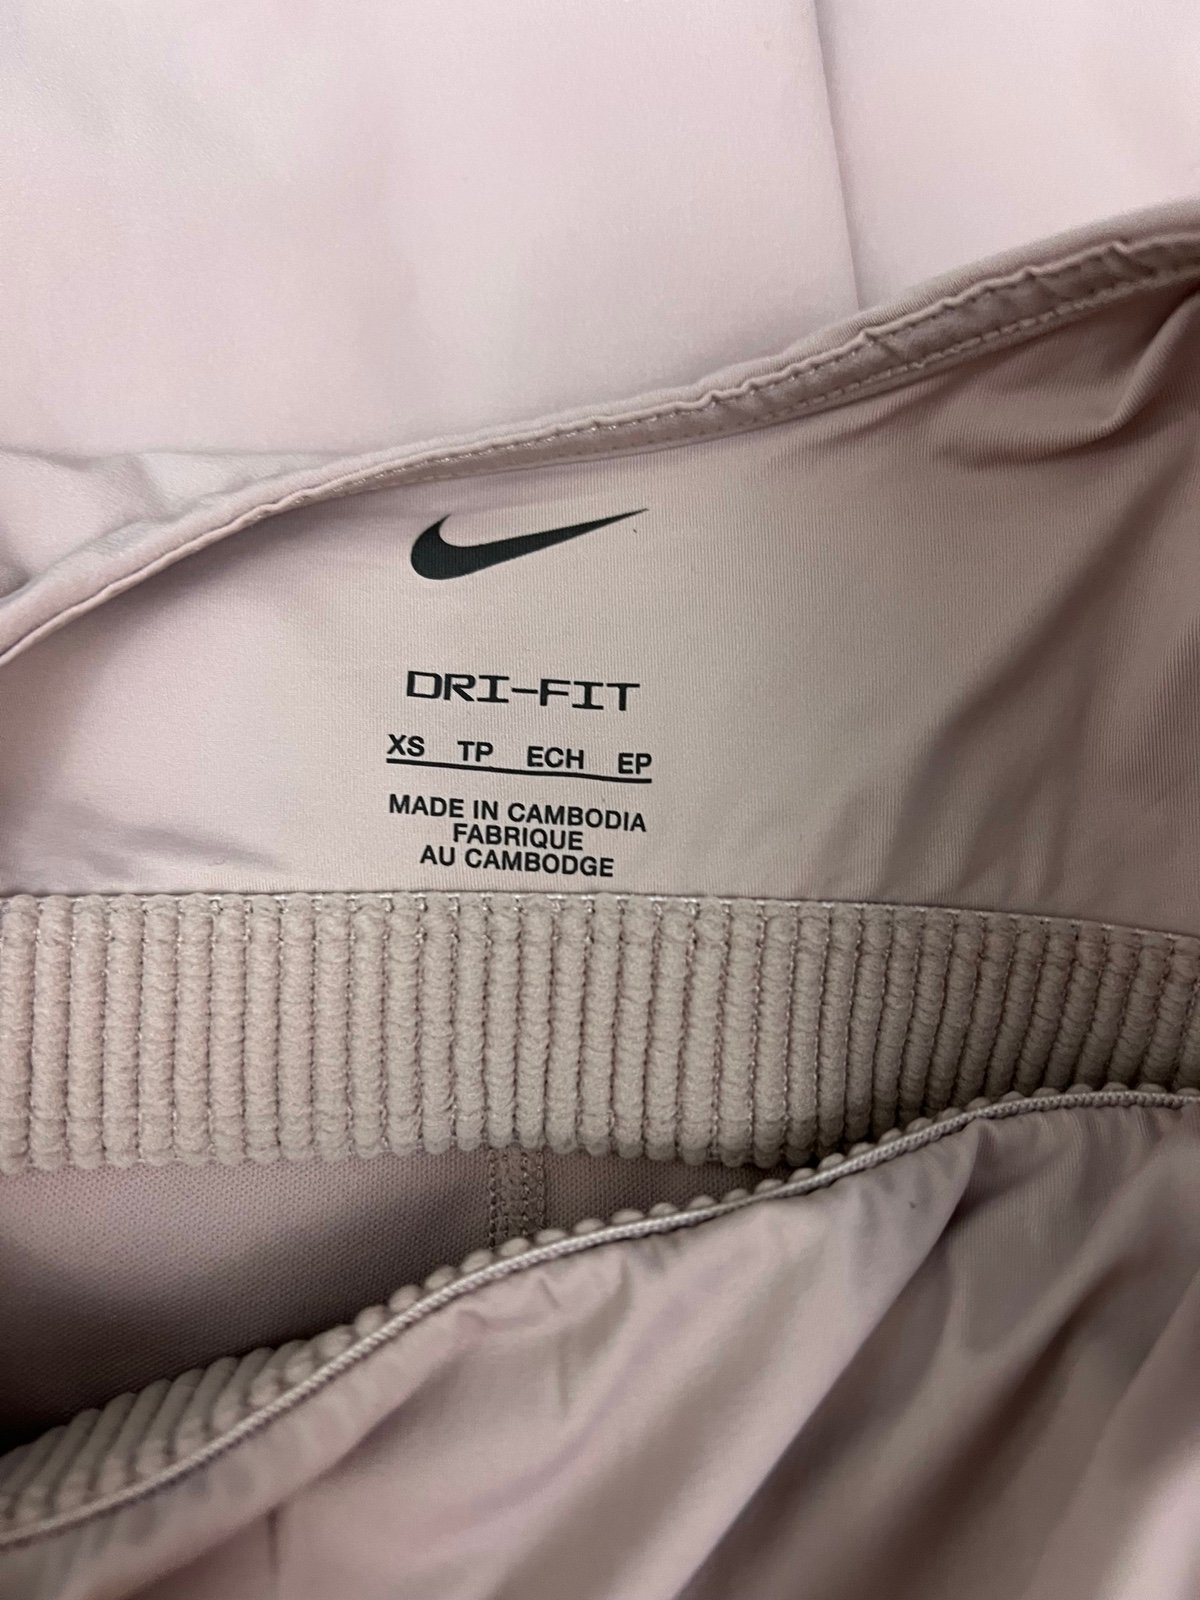 DRI-FIT
XS TP ECH EP
MADE IN CAMBODIA
FABRIQUE
AU CAMBODGE